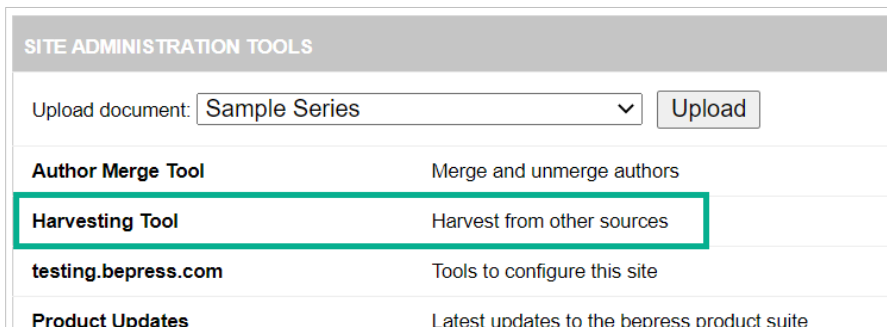 SITE ADMINISTRATION TOOLS
Upload document: Sample Series Upload
Author Merge Tool Merge and unmerge authors
Harvesting Tool Harvest from other sources
testing.bepress.com Tools to configure this site
Product Updates Latest updates to the bepress product suite